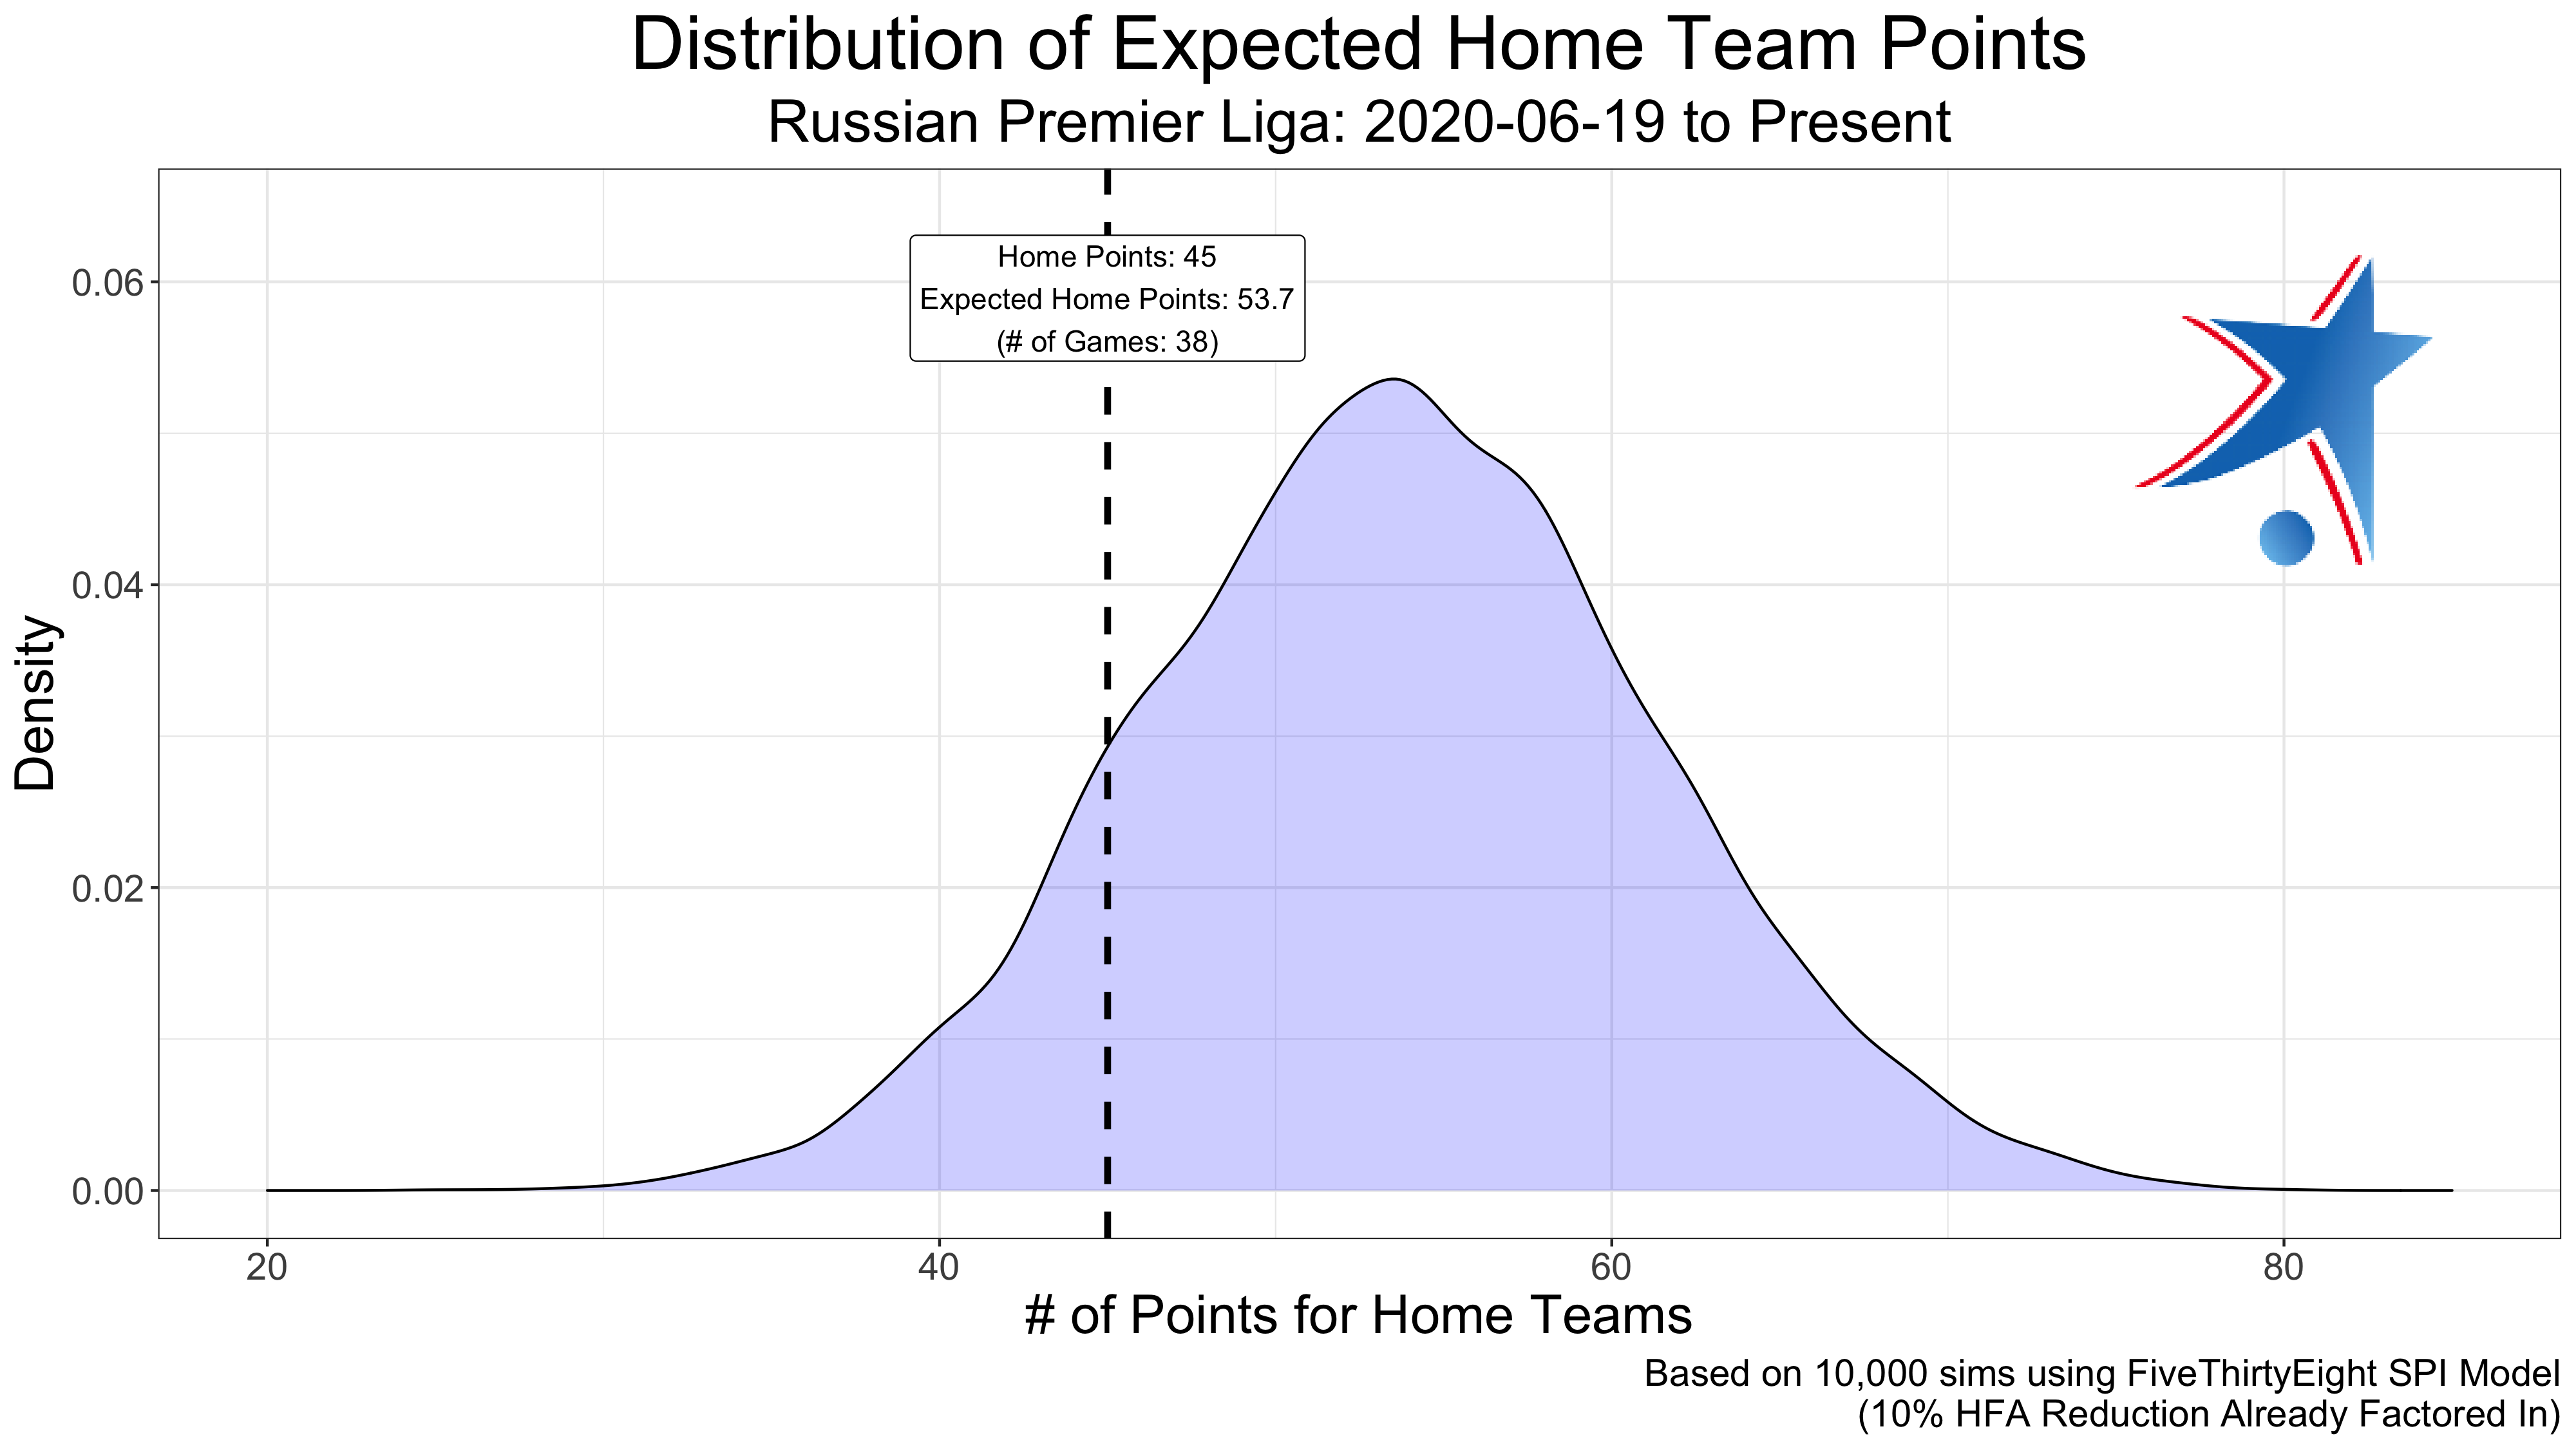 Distribution of Expected Home Team Points
Russian Premier Liga: 2020-06-19 to Present
Home Points: 45
Expected Home Points: 53.7
(# of Games: 38)
0.06
0.04
0.02
0.00
Density
20 40 60 80
# of Points for Home Teams
Based on 10,000 sims using FiveThirtyEight SPI Model
(10% HFA Reduction Already Factored In)